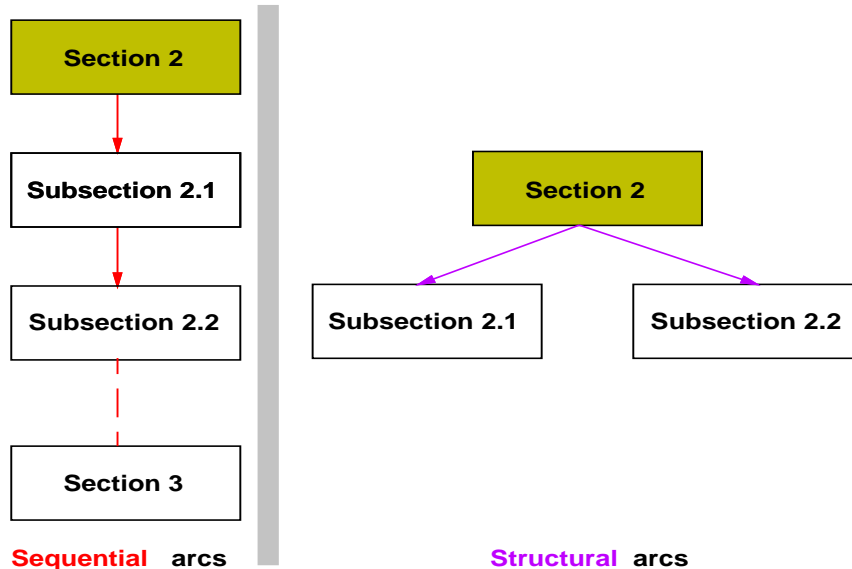 Section 2
Subsection 2.1
Subsection 2.2
Section 3
Sequential arcs
Section 2
Subsection 2.1
Subsection 2.2
Structural arcs